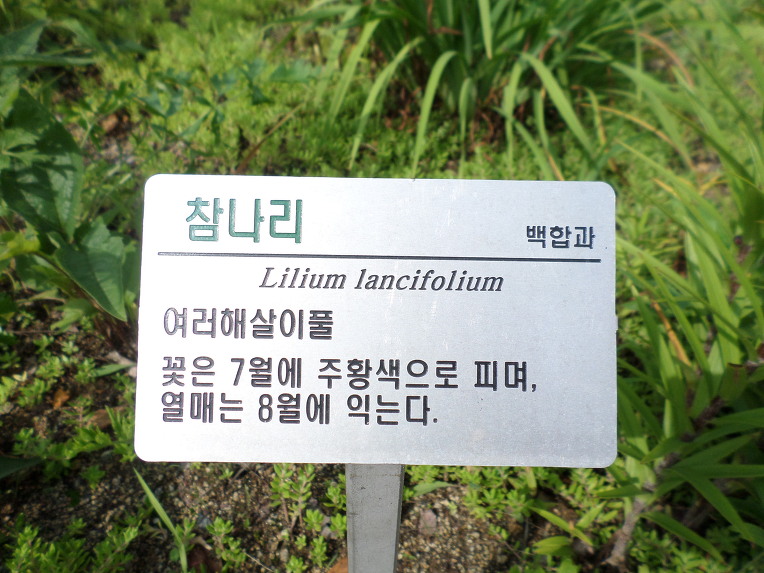 참나리 백합과
Lilium lancifolium
여러해살이풀
꽃은 7월에 주황색으로 피며,
열매는 8월에 익는다.